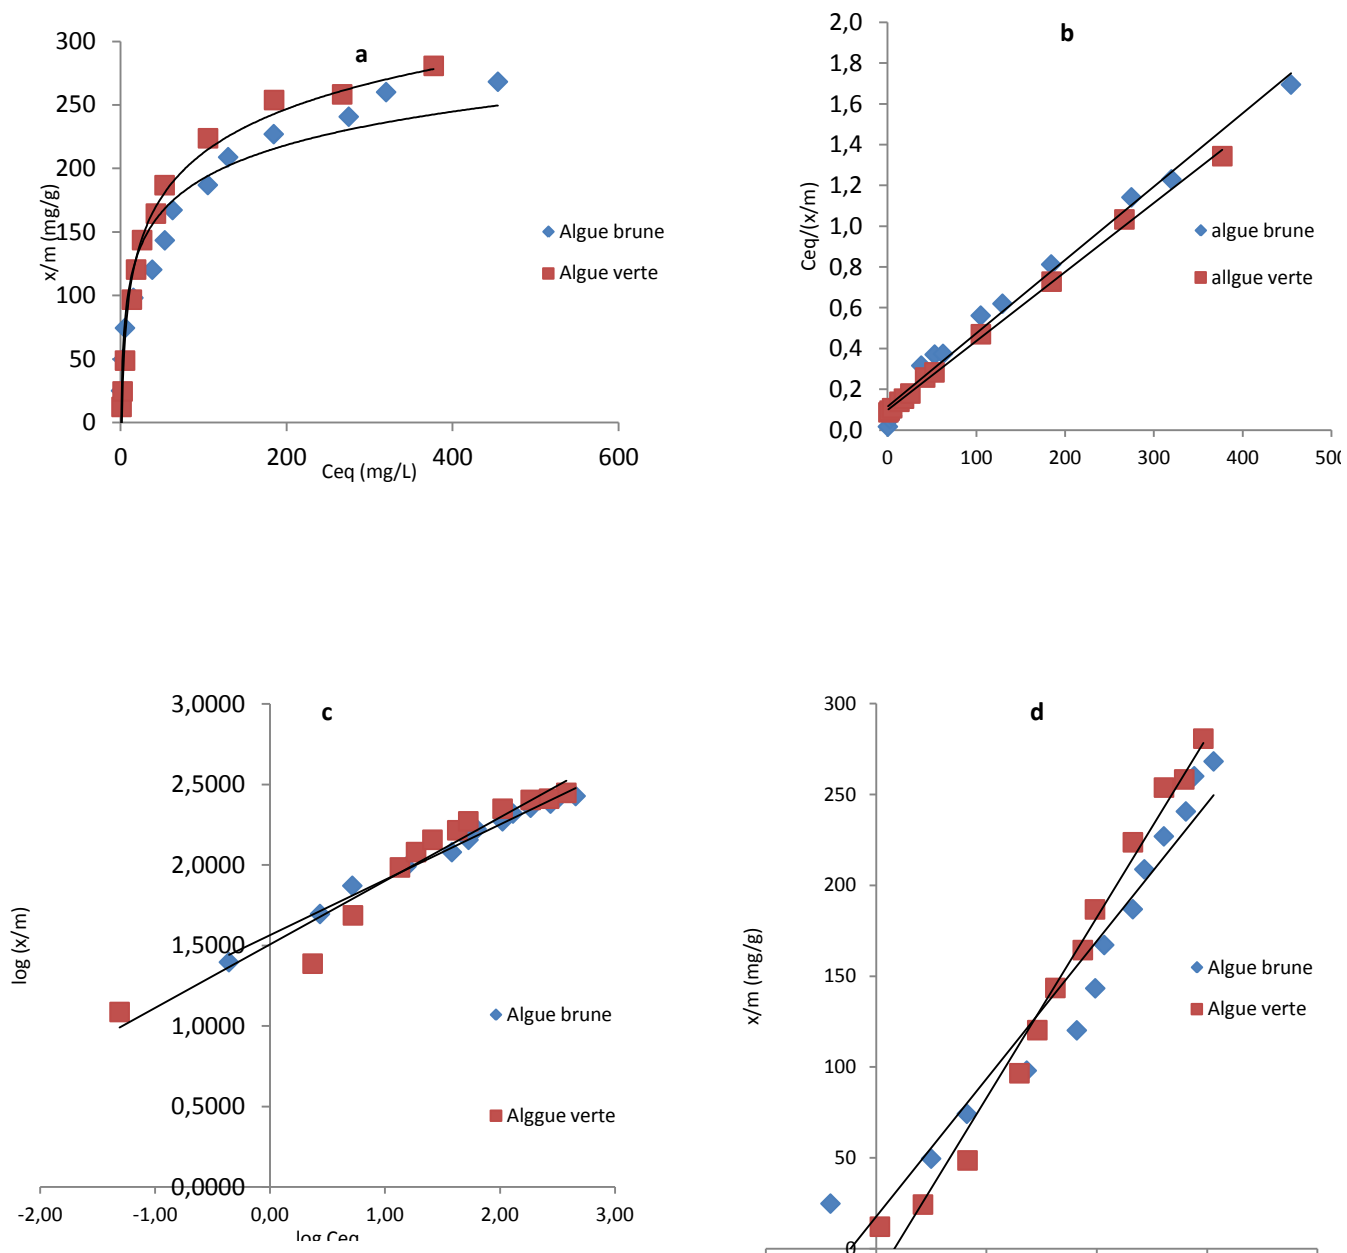 a
300
250
200
150
100
50
0
x/m (mg/g)
0 200 400 600
Ceq (mg/L)
Algue brune
Algue verte
b
2,0
1,8
1,6
1,4
1,2
1,0
0,8
0,6
0,4
0,2
0,0
Ceq/(x/m)
0 100 200 300 400 500
algue brune
allgue verte
c
3,0000
2,5000
2,0000
1,5000
1,0000
0,5000
0,0000
log (x/m)
-2,00 -1,00 0,00 1,00 2,00 3,00
log Ceq
Algue brune
Alggue verte
d
300
250
200
150
100
50
0
x/m (mg/g)
Algue brune
Algue verte